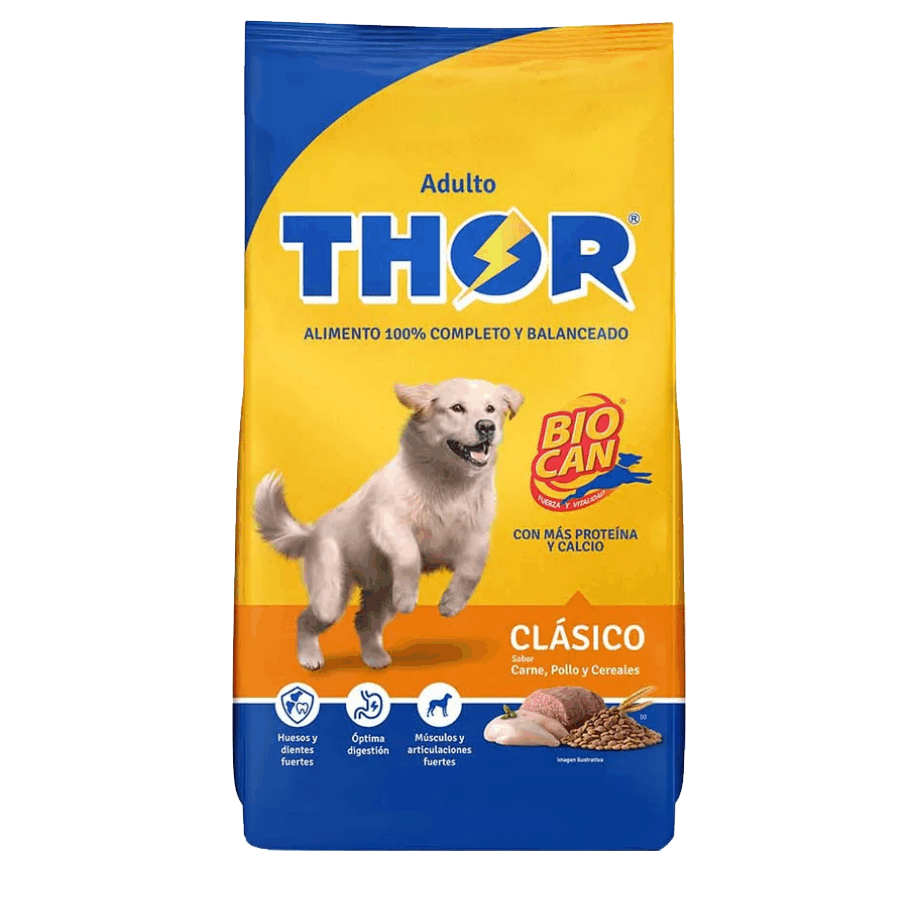 Adulto
THOR®
ALIMENTO 100% COMPLETO Y BALANCEADO
BIO
CAN®
FUERZA Y VITALIDAD
CON MÁS PROTEÍNA
Y CALCIO
CLÁSICO
Sabor
Carne, Pollo y Cereales
Huesos y
dientes
fuertes
Óptima
digestión
Músculos y
articulaciones
fuertes
Imagen ilustrativa